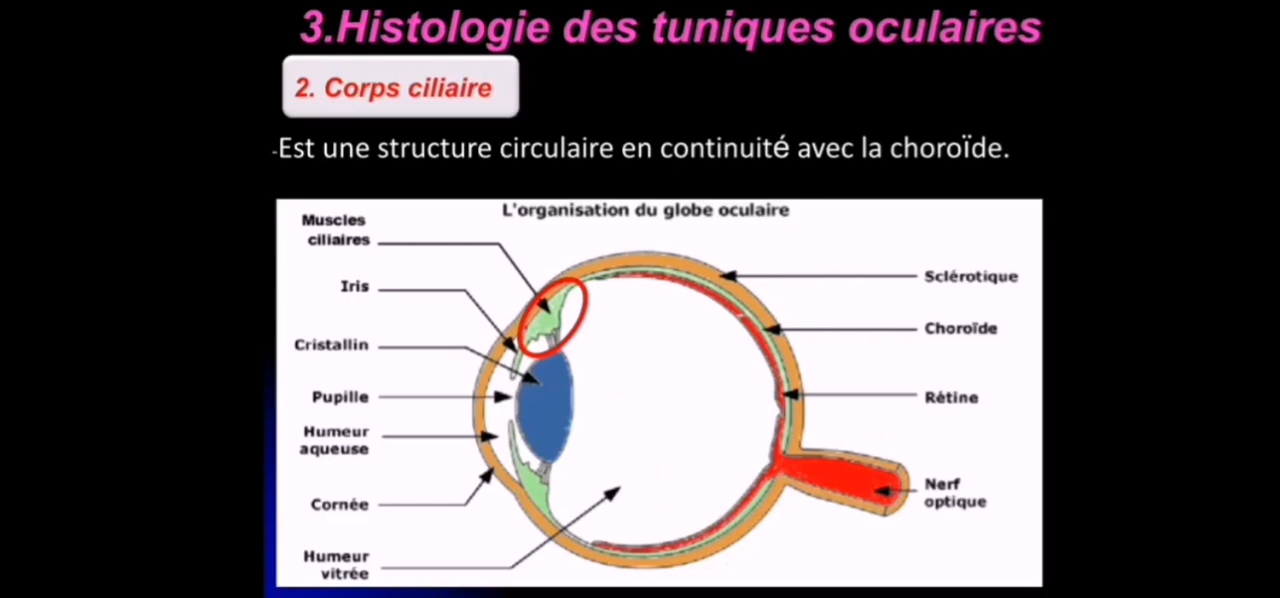 3.Histologie des tuniques oculaires
2. Corps ciliaire
-Est une structure circulaire en continuité avec la choroïde.
L'organisation du globe oculaire
Muscles
ciliaires
Iris
Cristallin
Pupille
Humeur
aqueuse
Cornée
Humeur
vitrée
Sclérotique
Choroïde
Rétine
Nerf
optique